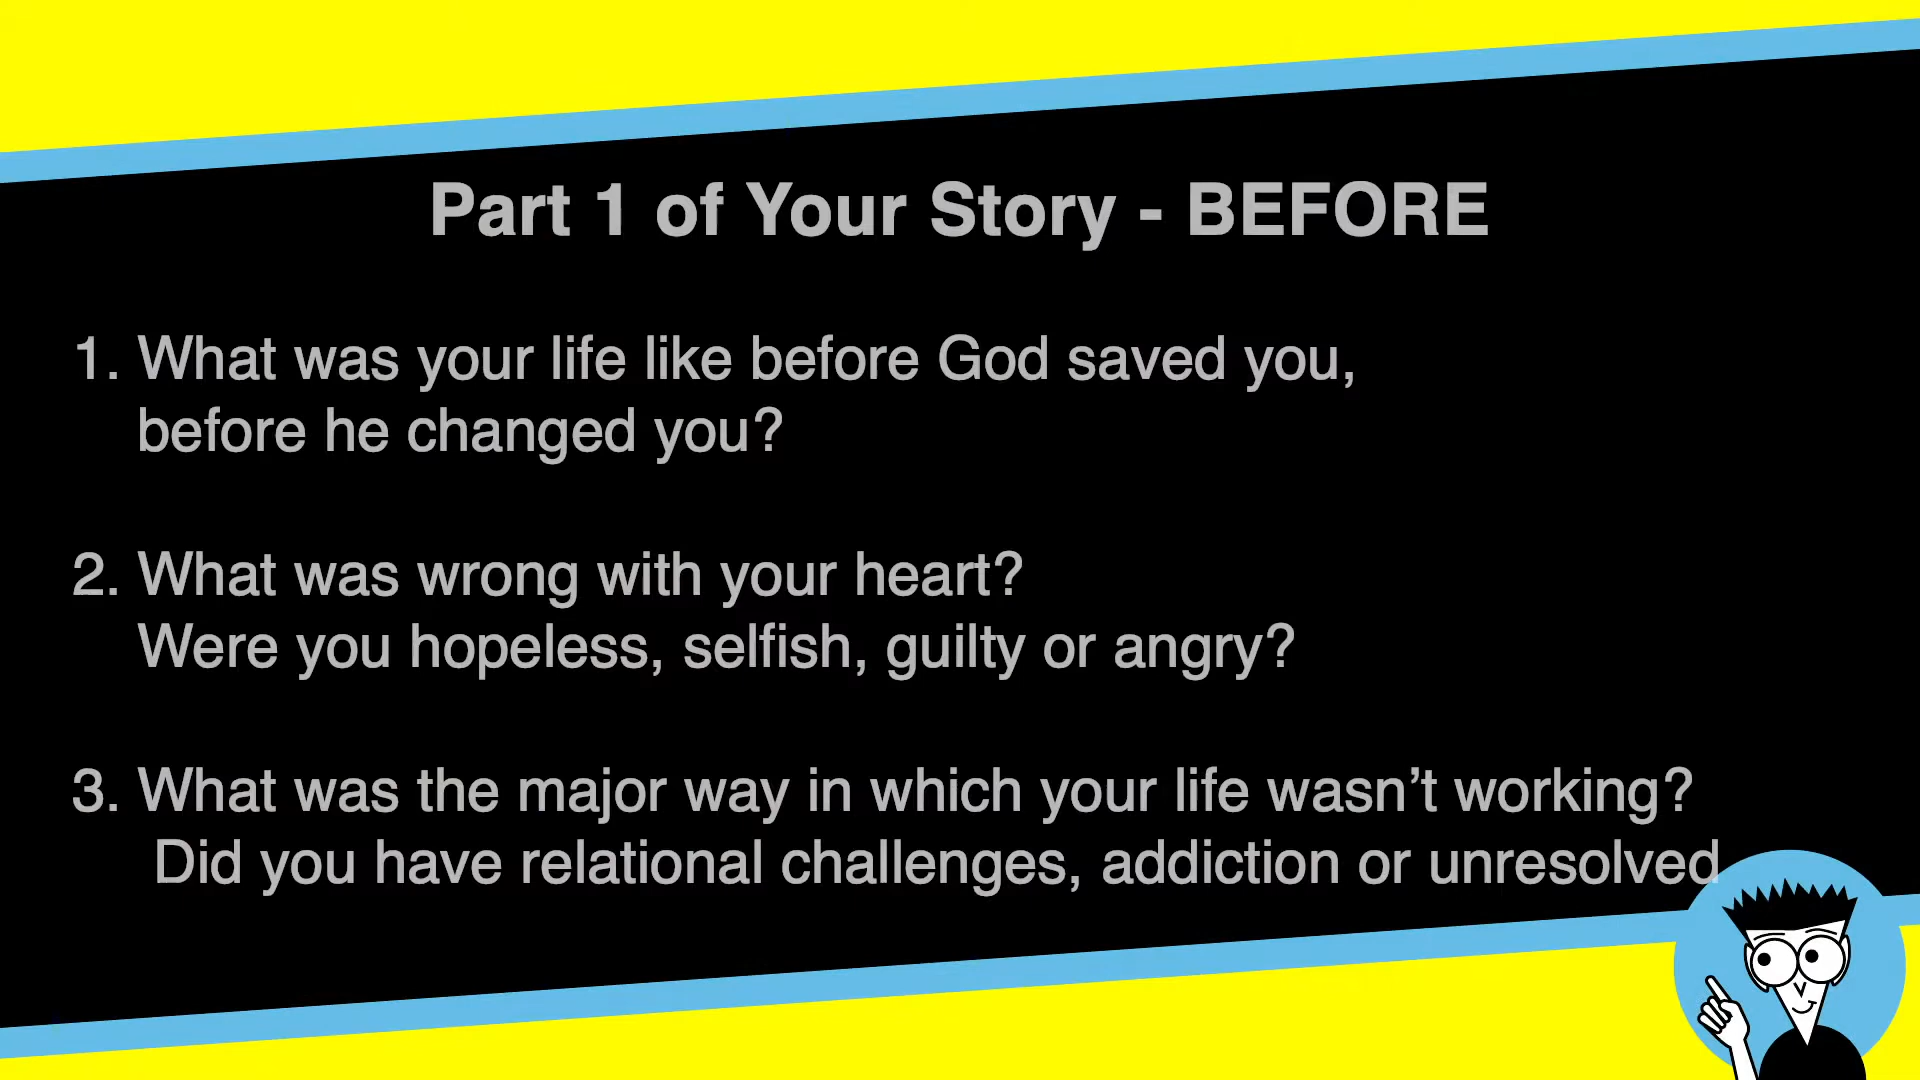 Part 1 of Your Story - BEFORE
1. What was your life like before God saved you,
before he changed you?
2. What was wrong with your heart?
Were you hopeless, selfish, guilty or angry?
3. What was the major way in which your life wasn’t working?
Did you have relational challenges, addiction or unresolved